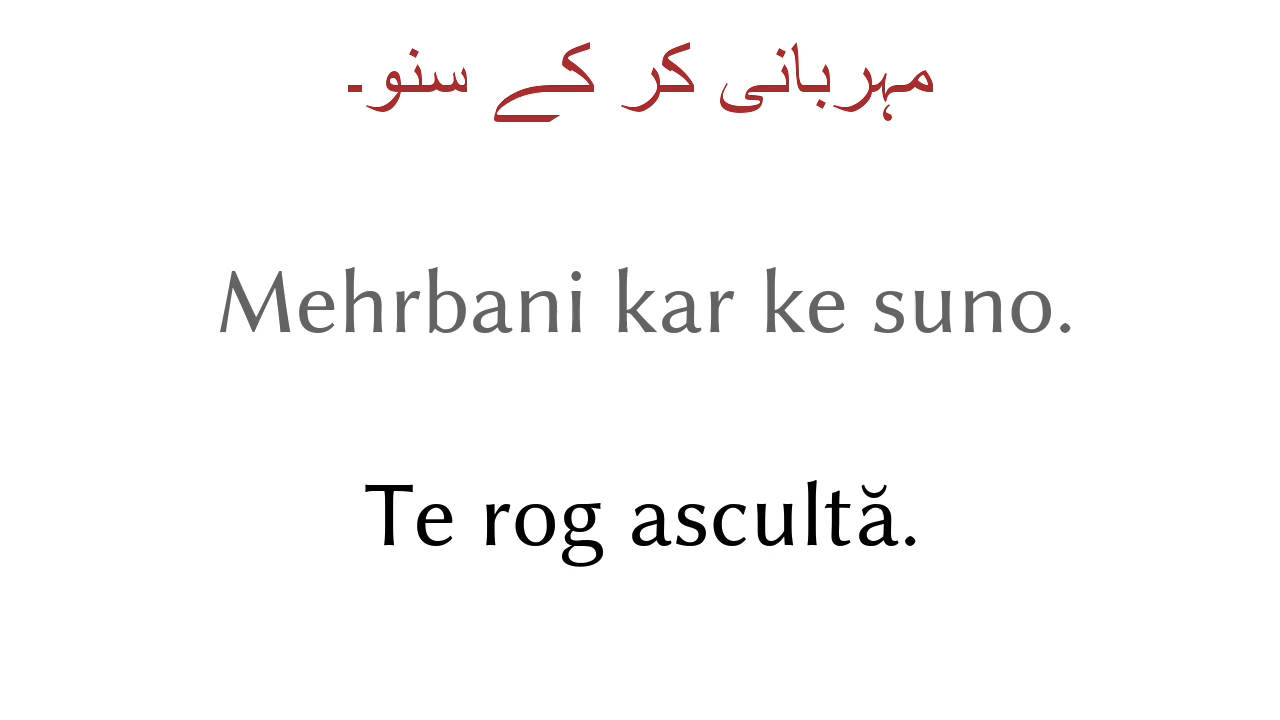 مہربانی کر کے سنو۔
Mehrbani kar ke suno.
Te rog ascultă.